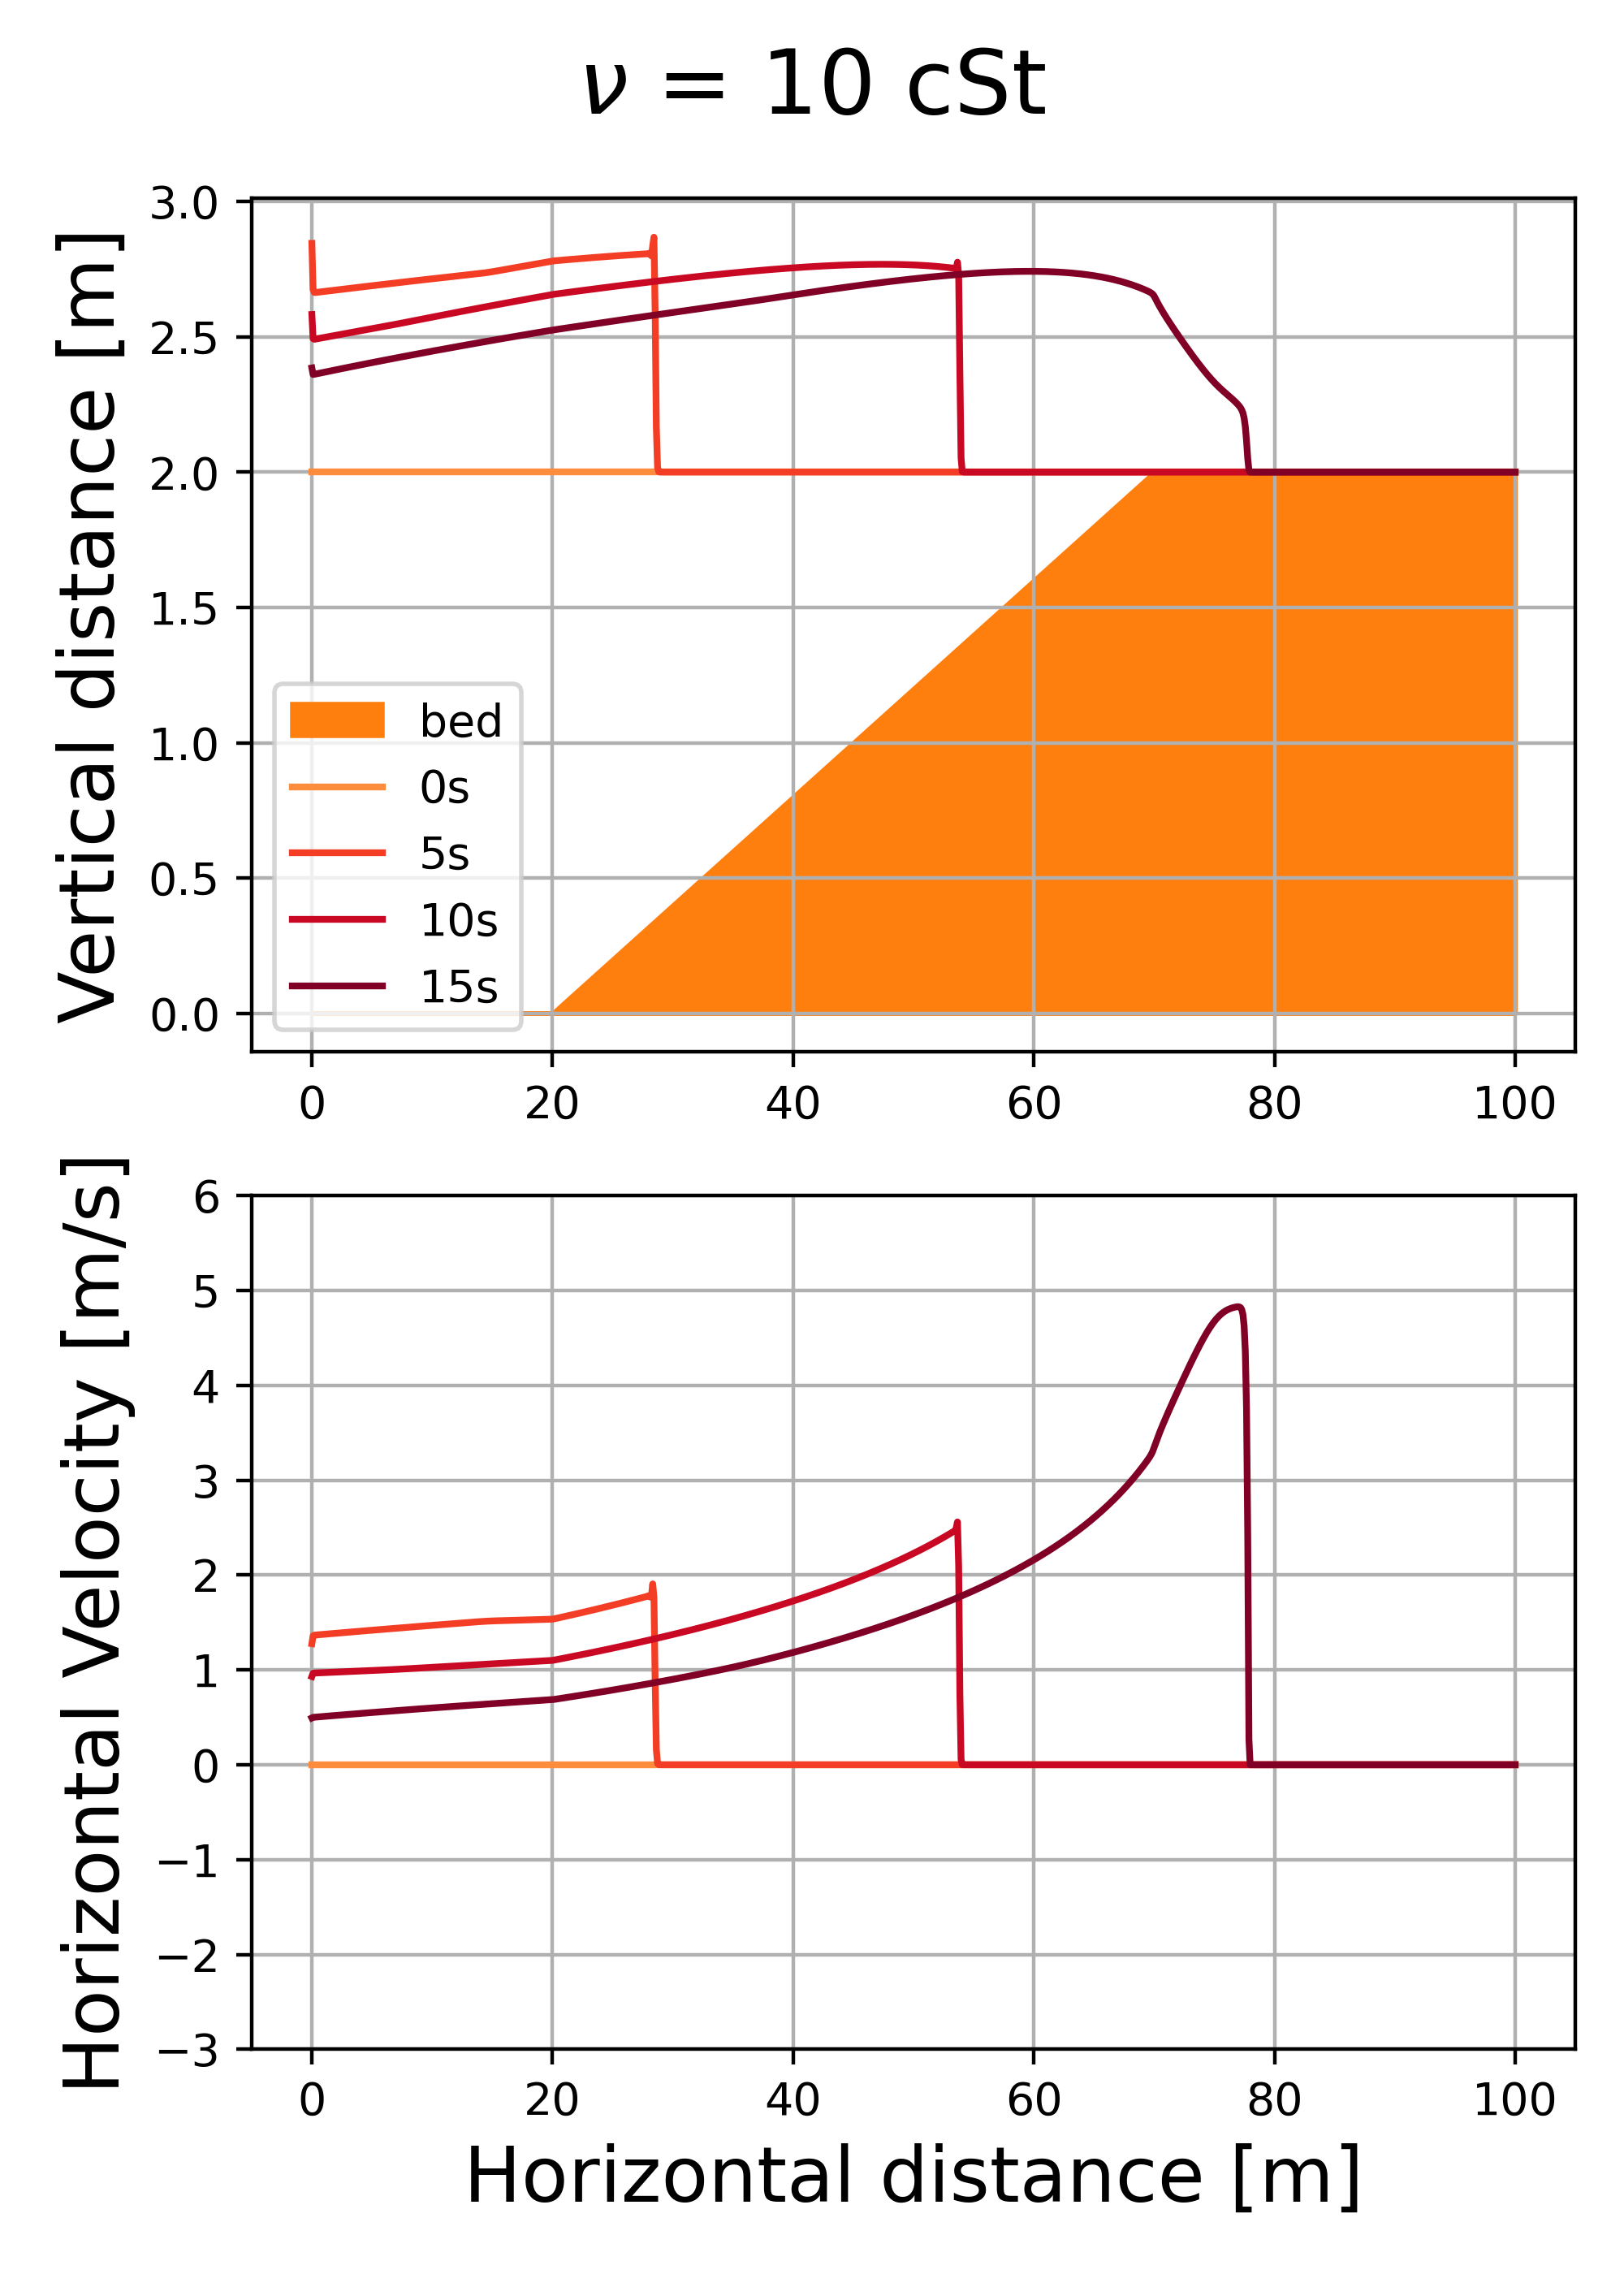 ν = 10 cSt
Vertical distance [m]
3.0
2.5
2.0
1.5
1.0
0.5
0.0
bed
0s
5s
10s
15s
0 20 40 60 80 100
Horizontal Velocity [m/s]
6
5
4
3
2
1
0
−1
−2
−3
0 20 40 60 80 100
Horizontal distance [m]